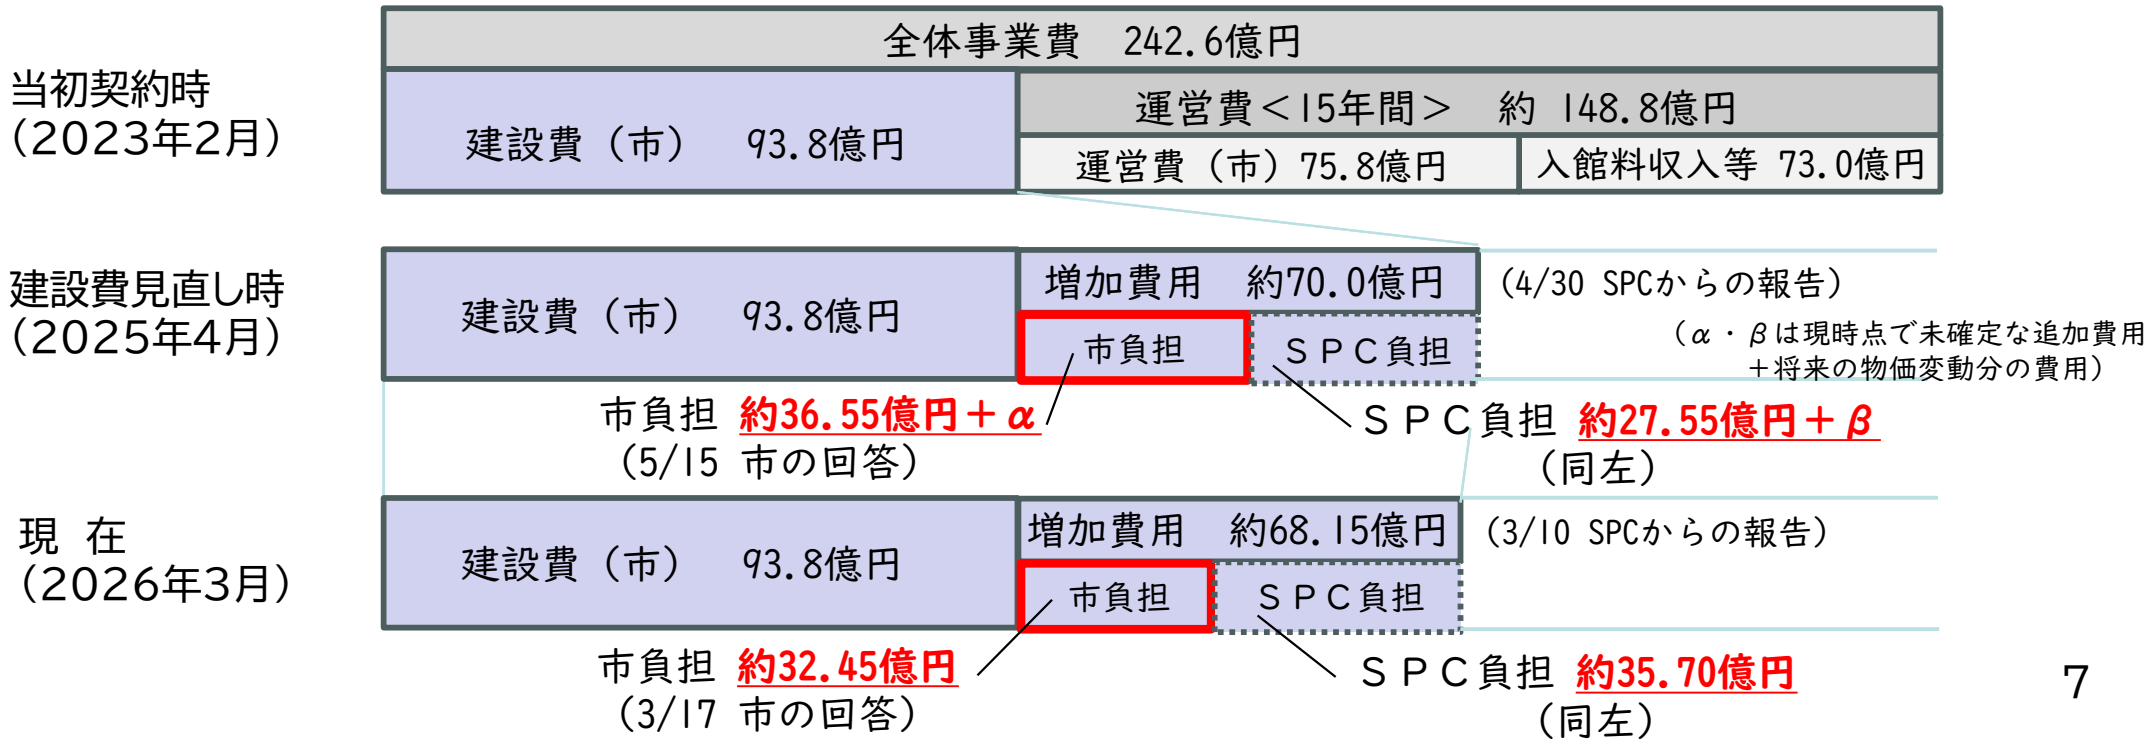 全体事業費　242.6億円
当初契約時
（2023年2月）
建設費（市）　93.8億円
運営費＜15年間＞　約 148.8億円
運営費（市）75.8億円
入館料収入等 73.0億円
建設費見直し時
（2025年4月）
建設費（市）　93.8億円
増加費用　約70.0億円
（4/30 SPCからの報告）
市負担
ＳＰＣ負担
（α・βは現時点で未確定な追加費用
＋将来の物価変動分の費用）
市負担 約36.55億円＋α
（5/15 市の回答）
ＳＰＣ負担 約27.55億円＋β
（同左）
現 在
（2026年3月）
建設費（市）　93.8億円
増加費用　約68.15億円
（3/10 SPCからの報告）
市負担
ＳＰＣ負担
市負担 約32.45億円
（3/17 市の回答）
ＳＰＣ負担 約35.70億円
（同左）
7